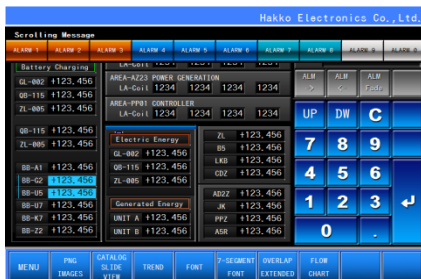 Hakko Electronics Co.,Ltd.
Scrolling Message
ALARM 1 ALARM 2 ALARM 3 ALARM 4 ALARM 5 ALARM 6 ALARM 7 ALARM 8 ALARM 9
Battery Charging
GL-002 +123,456
QB-115 +123,456
ZL-005 +123,456
QB-115 +123,456
ZL-005 +123,456
BB-A1 +123,456
BB-G2 +123,456
BB-U5 +123,456
BB-U7 +123,456
BB-K7 +123,456
BB-Z2 +123,456
LA-Coil 1234 1234 1234 1234
AREA-AZ23 POWER GENERATION
LA-Coil 1234 1234 1234 1234
AREA-PP01 CONTROLLER
LA-Coil 1234 1234 1234 1234
Electric Energy
GL-002 +123,456
QB-115 +123,456
ZL-005 +123,456
Generated Energy
UNIT A +123,456
UNIT B +123,456
ZL +123,456
B5 +123,456
LKB +123,456
GDZ +123,456
AD2Z +123,456
JK +123,456
PPZ +123,456
ASR +123,456
ALM >
ALM <
ALM Fade
UP DW C
7 8 9
4 5 6
1 2 3
0 .
MENU
PNG IMAGES
CATALOG SLIDE VIEW
TREND
FONT
7-SEGMENT FONT
OVERLAP EXTENDED
FLOW CHART